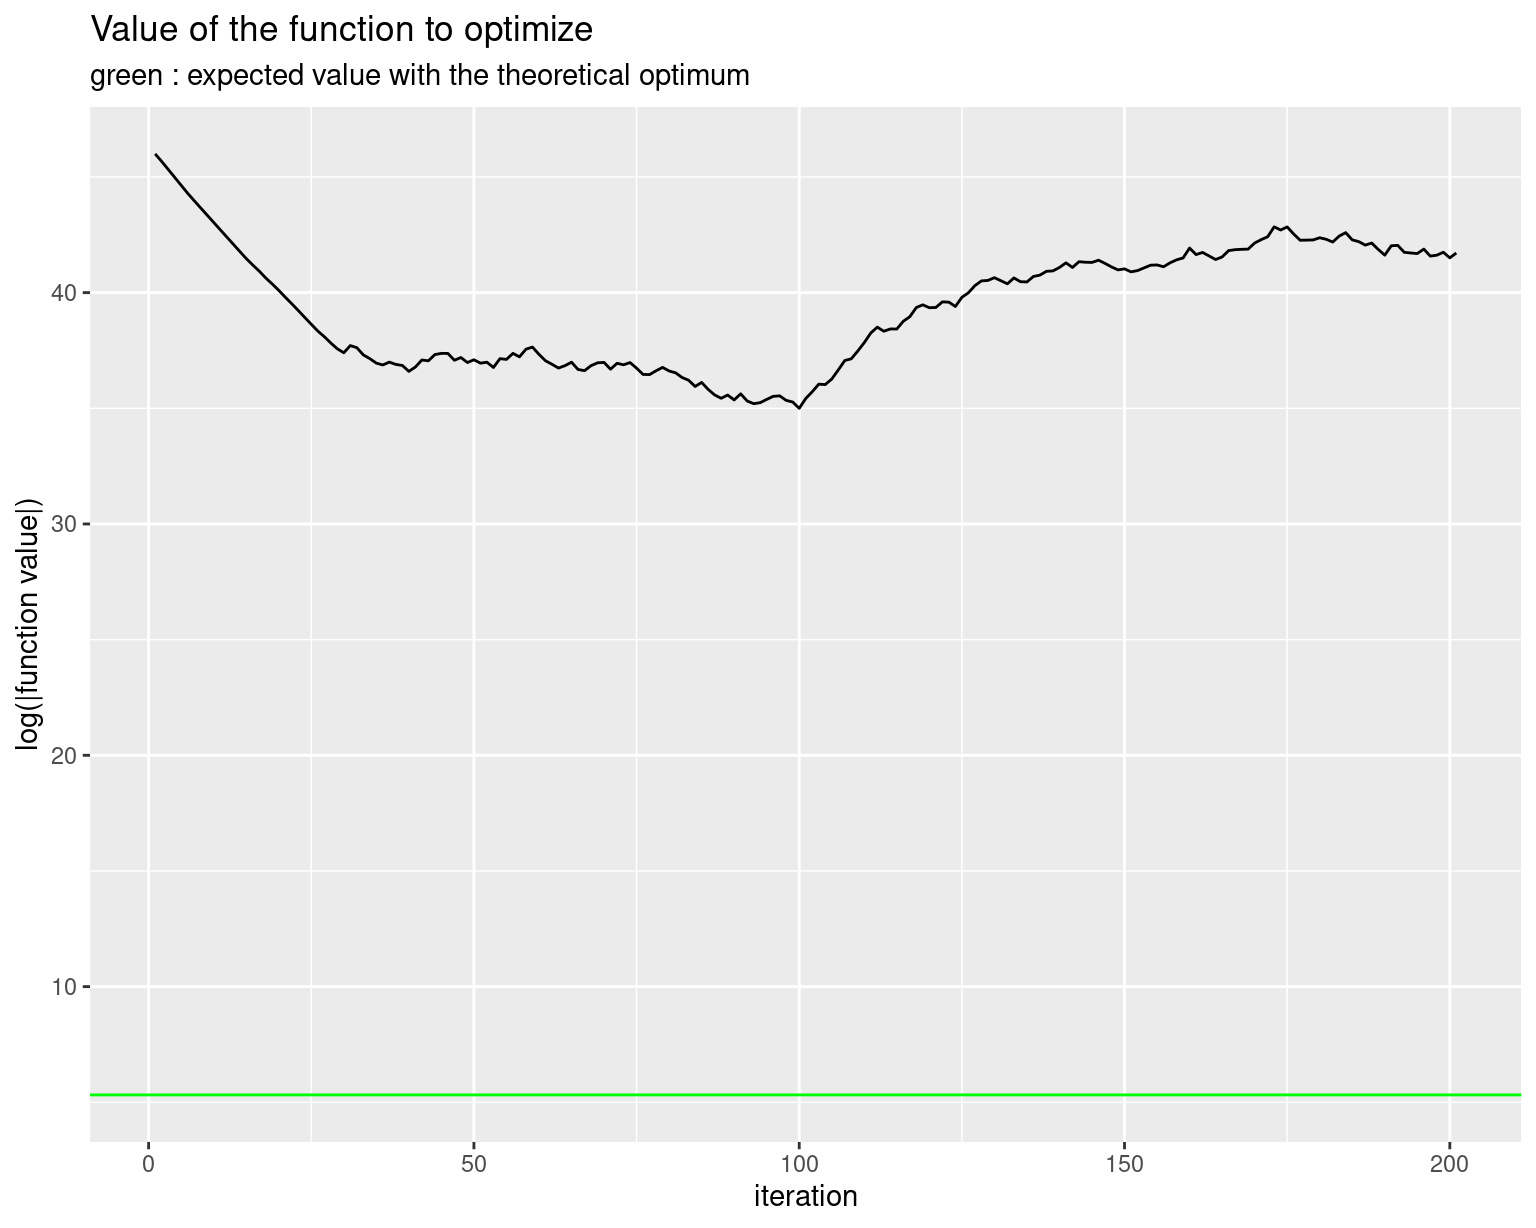 Value of the function to optimize
green : expected value with the theoretical optimum
log(|function value|)
40
30
20
10
0 50 100 150 200
iteration